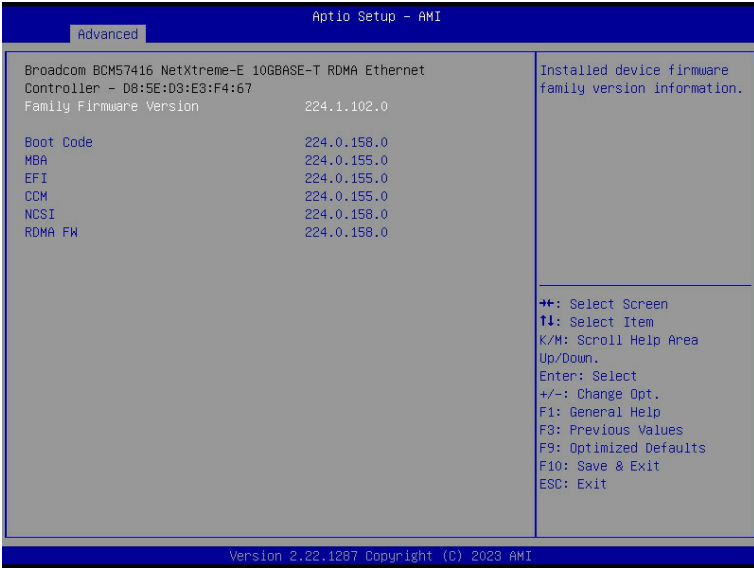 Aptio Setup – AMI
Advanced
Broadcom BCM57416 NetXtreme-E 10GBASE-T RDMA Ethernet
Controller – D8:5E:D3:E3:F4:67
Family Firmware Version 224.1.102.0
Boot Code 224.0.158.0
MBA 224.0.155.0
EFI 224.0.155.0
CCM 224.0.155.0
NCSI 224.0.158.0
RDMA FW 224.0.158.0
Installed device firmware
family version information.
→←: Select Screen
↑↓: Select Item
K/M: Scroll Help Area
Up/Down.
Enter: Select
+/–: Change Opt.
F1: General Help
F3: Previous Values
F9: Optimized Defaults
F10: Save & Exit
ESC: Exit
Version 2.22.1287 Copyright (C) 2023 AMI